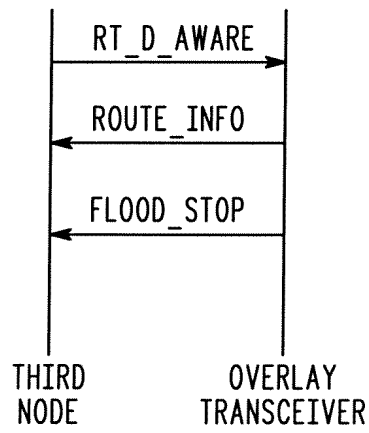 RT_D_AWARE
ROUTE_INFO
FLOOD_STOP
THIRD
NODE
OVERLAY
TRANSCEIVER